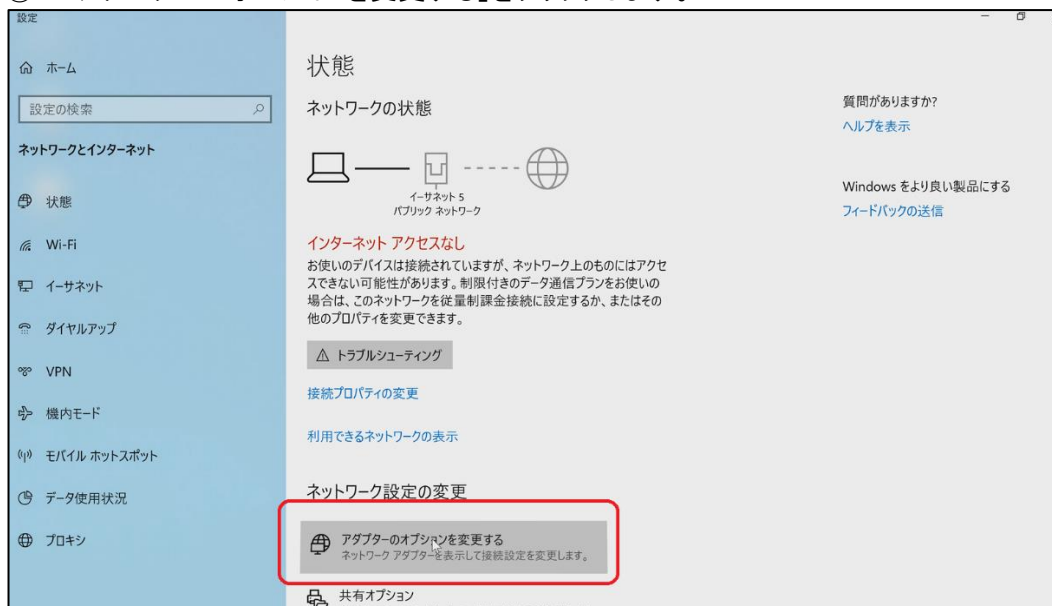 を変更する」をクリックします。
設定
ホーム
設定の検索
ネットワークとインターネット
状態
Wi-Fi
イーサネット
ダイヤルアップ
VPN
機内モード
モバイル ホットスポット
データ使用状況
プロキシ
状態
ネットワークの状態
イーサネット 5
パブリック ネットワーク
インターネット アクセスなし
お使いのデバイスは接続されていますが、ネットワーク上のものにはアクセ
スできない可能性があります。制限付きのデータ通信プランをお使いの
場合は、このネットワークを従量制課金接続に設定するか、またはその
他のプロパティを変更できます。
トラブルシューティング
接続プロパティの変更
利用できるネットワークの表示
ネットワーク設定の変更
アダプターのオプションを変更する
ネットワーク アダプターを表示して接続設定を変更します。
共有オプション
質問がありますか?
ヘルプを表示
Windows をより良い製品にする
フィードバックの送信